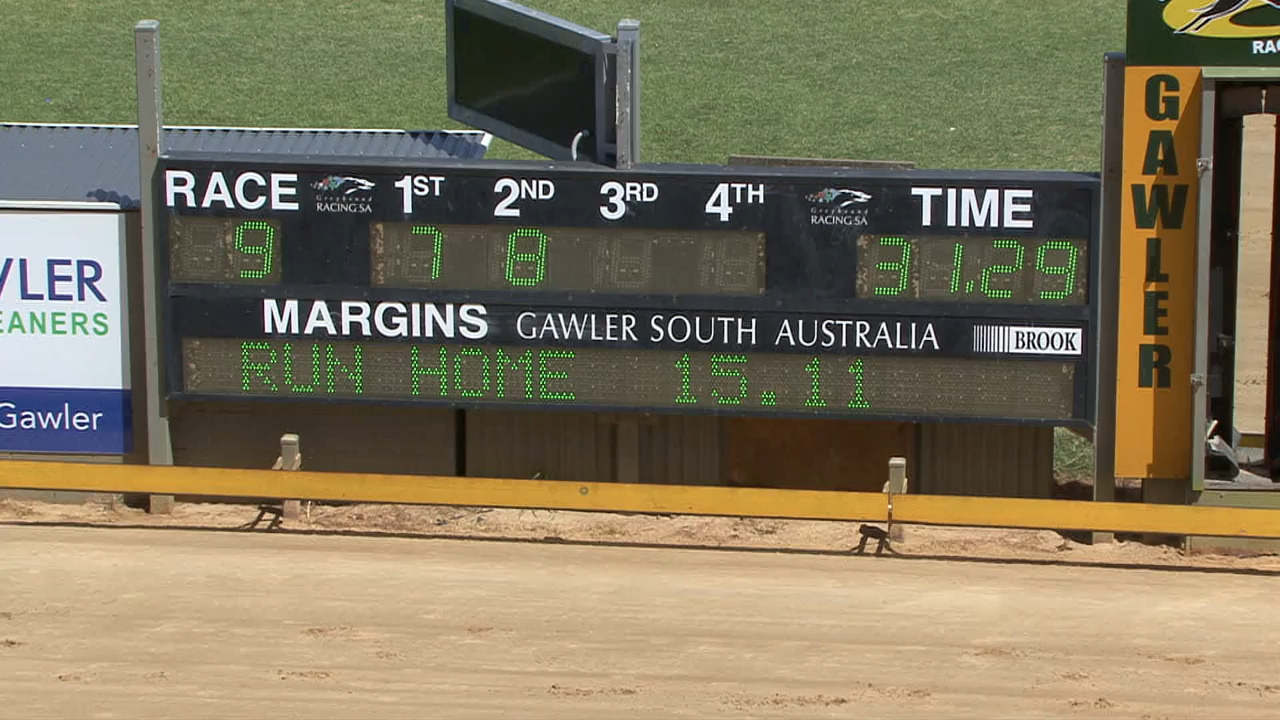 RACE 1ST 2ND 3RD 4TH TIME
Greyhound RACING SA Greyhound RACING SA
9 7 8 31.29
MARGINS GAWLER SOUTH AUSTRALIA BROOK
RUN HOME 15.11
VLER
EANERS
Gawler
RA
GAWLER